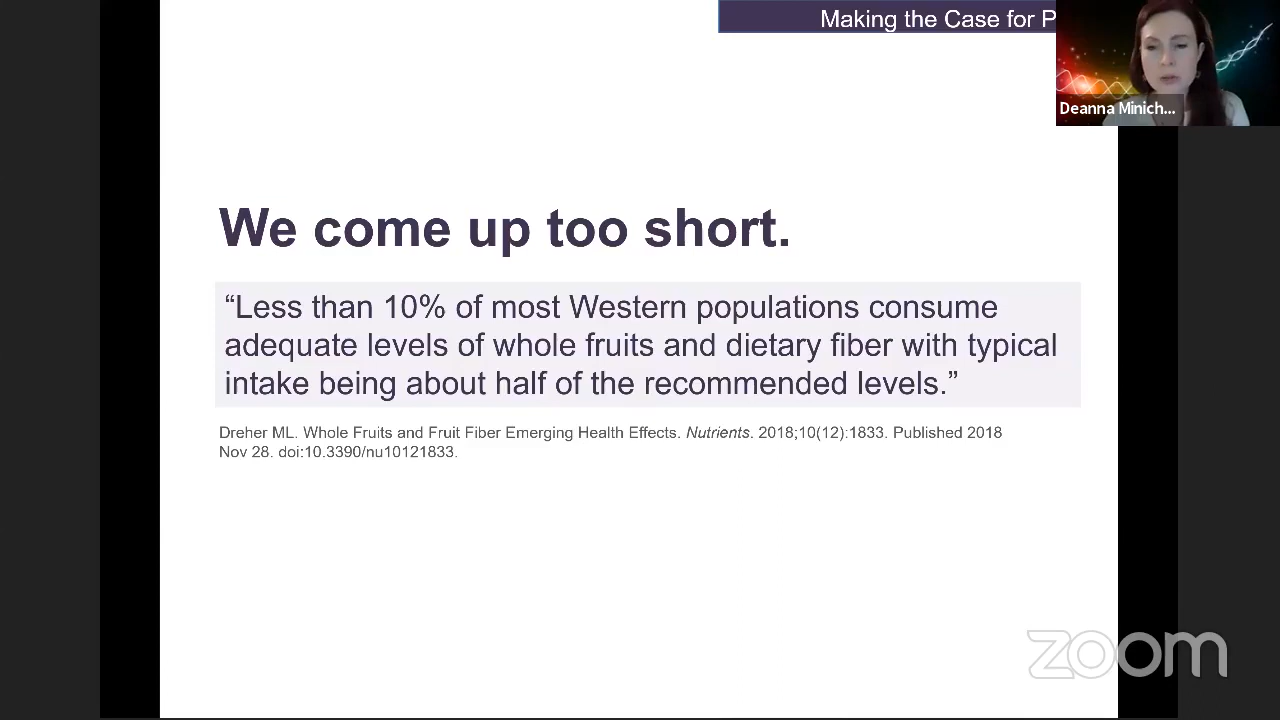 Making the Case for P
Deanna Minich...
We come up too short.
“Less than 10% of most Western populations consume
adequate levels of whole fruits and dietary fiber with typical
intake being about half of the recommended levels.”
Dreher ML. Whole Fruits and Fruit Fiber Emerging Health Effects. Nutrients. 2018;10(12):1833. Published 2018
Nov 28. doi:10.3390/nu10121833.
zoom